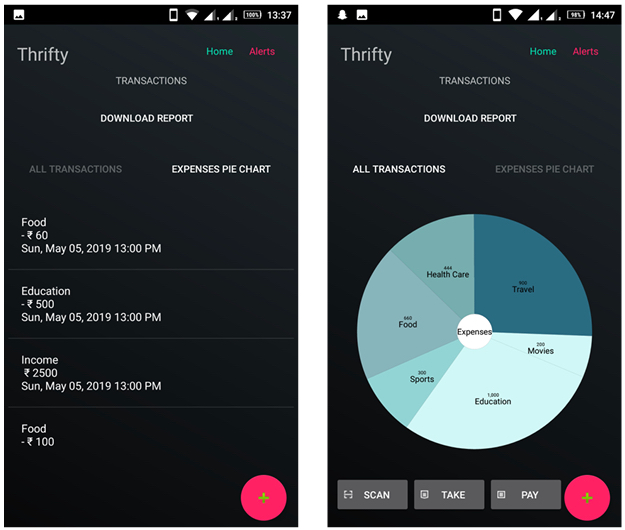 100%
13:37
Thrifty
Home
Alerts
TRANSACTIONS
DOWNLOAD REPORT
ALL TRANSACTIONS
EXPENSES PIE CHART
Food
- ₹ 60
Sun, May 05, 2019 13:00 PM
Education
- ₹ 500
Sun, May 05, 2019 13:00 PM
Income
₹ 2500
Sun, May 05, 2019 13:00 PM
Food
- ₹ 100
+
98%
14:47
Thrifty
Home
Alerts
TRANSACTIONS
DOWNLOAD REPORT
ALL TRANSACTIONS
EXPENSES PIE CHART
444
Health Care
900
Travel
660
Food
Expenses
200
Movies
300
Sports
1,000
Education
SCAN
TAKE
PAY
+